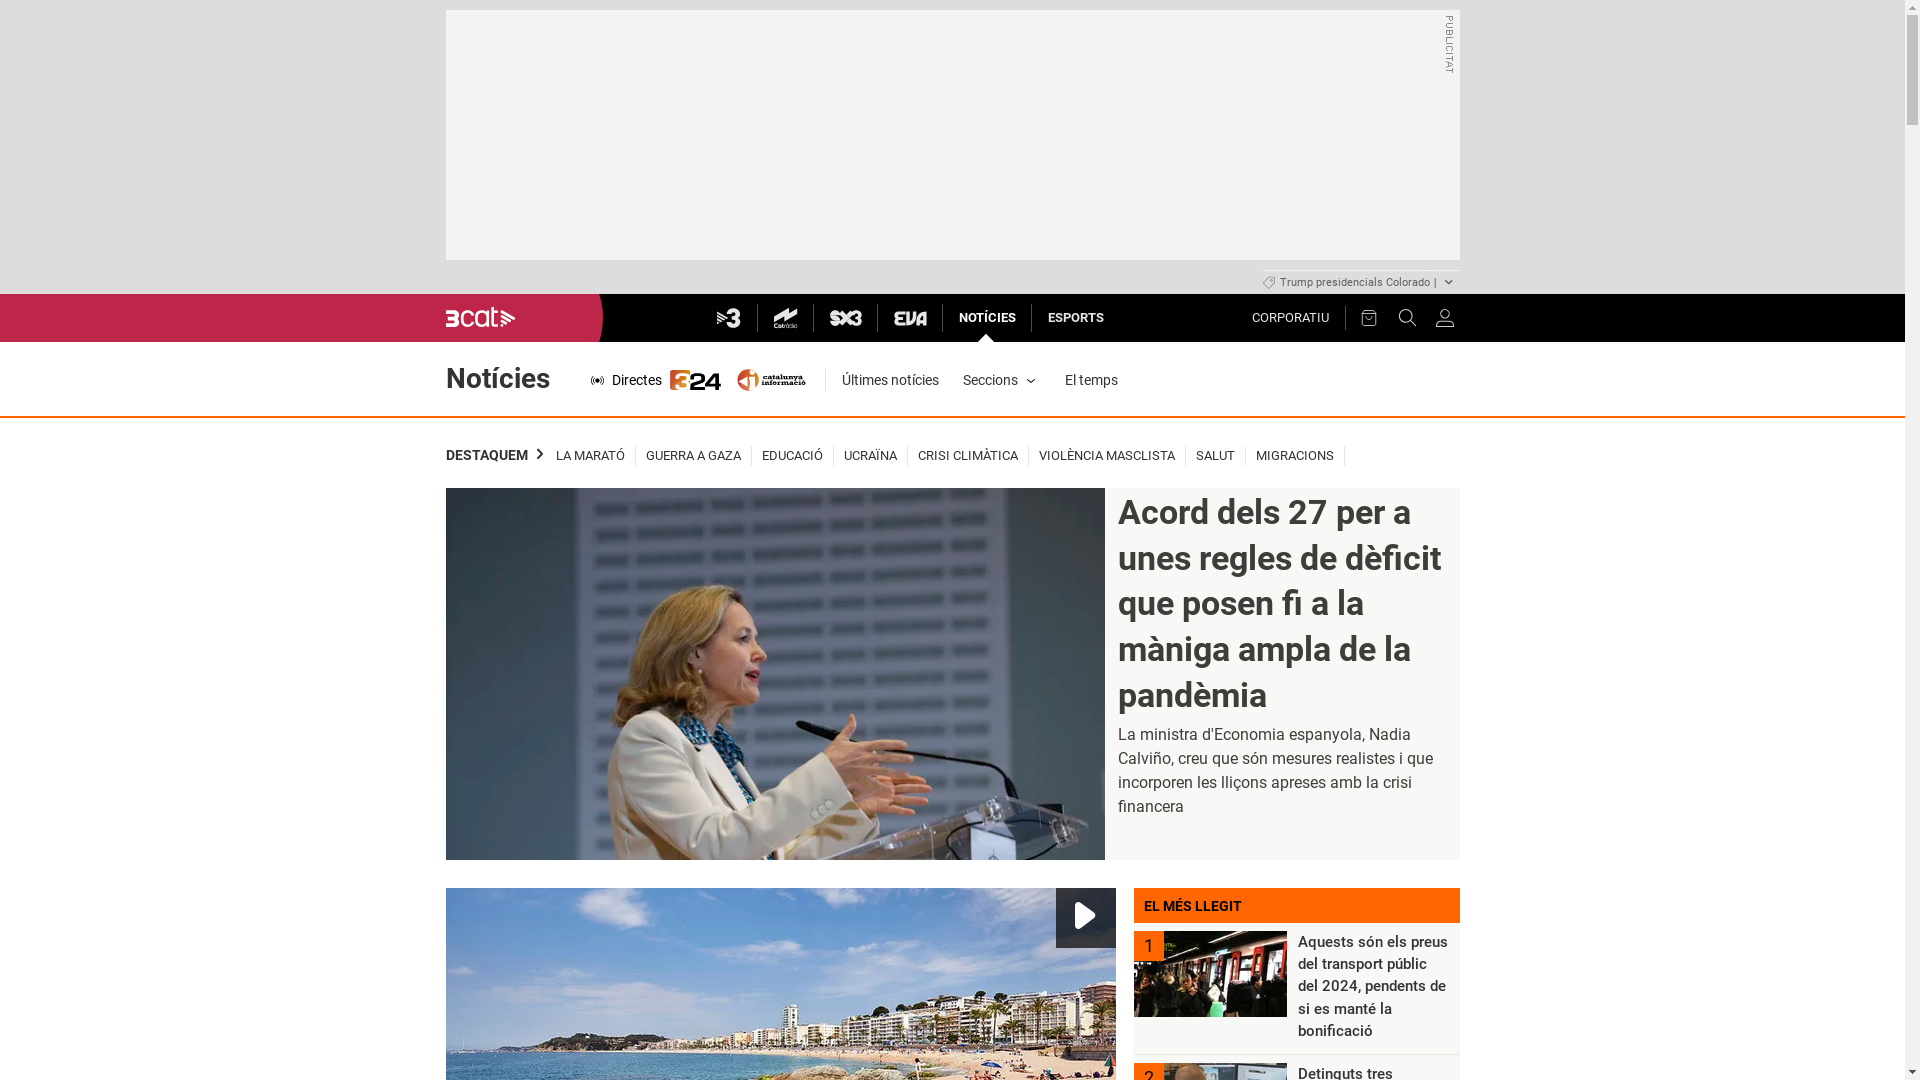 PUBLICITAT
Trump presidencials Colorado |
3cat
3
Catràdio
SX3
EVA
NOTÍCIES
ESPORTS
CORPORATIU
Notícies
Directes
324
catalunya
informació
Últimes notícies
Seccions
El temps
DESTAQUEM
LA MARATÓ
GUERRA A GAZA
EDUCACIÓ
UCRAÏNA
CRISI CLIMÀTICA
VIOLÈNCIA MASCLISTA
SALUT
MIGRACIONS
Acord dels 27 per a
unes regles de dèficit
que posen fi a la
màniga ampla de la
pandèmia
La ministra d'Economia espanyola, Nadia
Calviño, creu que són mesures realistes i que
incorporen les lliçons apreses amb la crisi
financera
EL MÉS LLEGIT
1
Aquests són els preus
del transport públic
del 2024, pendents de
si es manté la
bonificació
2
Detinguts tres